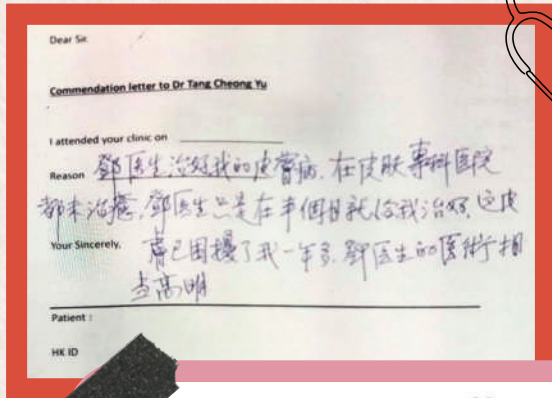 Dear Sir.
Commendation letter to Dr Tang Cheong Yu
I attended your clinic on
Reason 鄧医生治好我的皮膚病. 在皮肤專科医院
都未治癒. 鄧医生只是在半個月就给我治好. 这皮
Your Sincerely, 膚已困擾了我一年多. 鄧医生的医術相
当高明
Patient :
HK ID